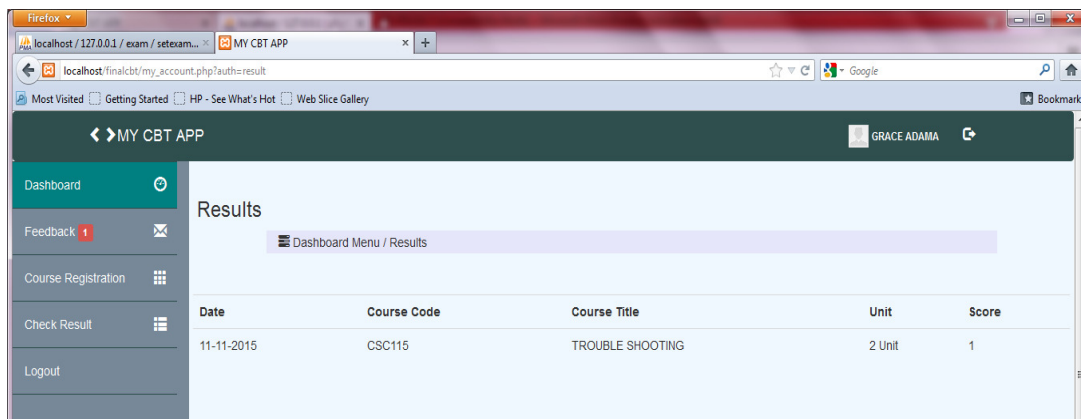 Firefox
localhost / 127.0.0.1 / exam / setexam...
MY CBT APP
localhost/finalcbt/my_account.php?auth=result
Google
Most Visited Getting Started HP - See What's Hot Web Slice Gallery
Bookmark
MY CBT APP
GRACE ADAMA
Dashboard
Feedback 1
Course Registration
Check Result
Logout
Results
Dashboard Menu / Results
Date Course Code Course Title Unit Score
11-11-2015 CSC115 TROUBLE SHOOTING 2 Unit 1